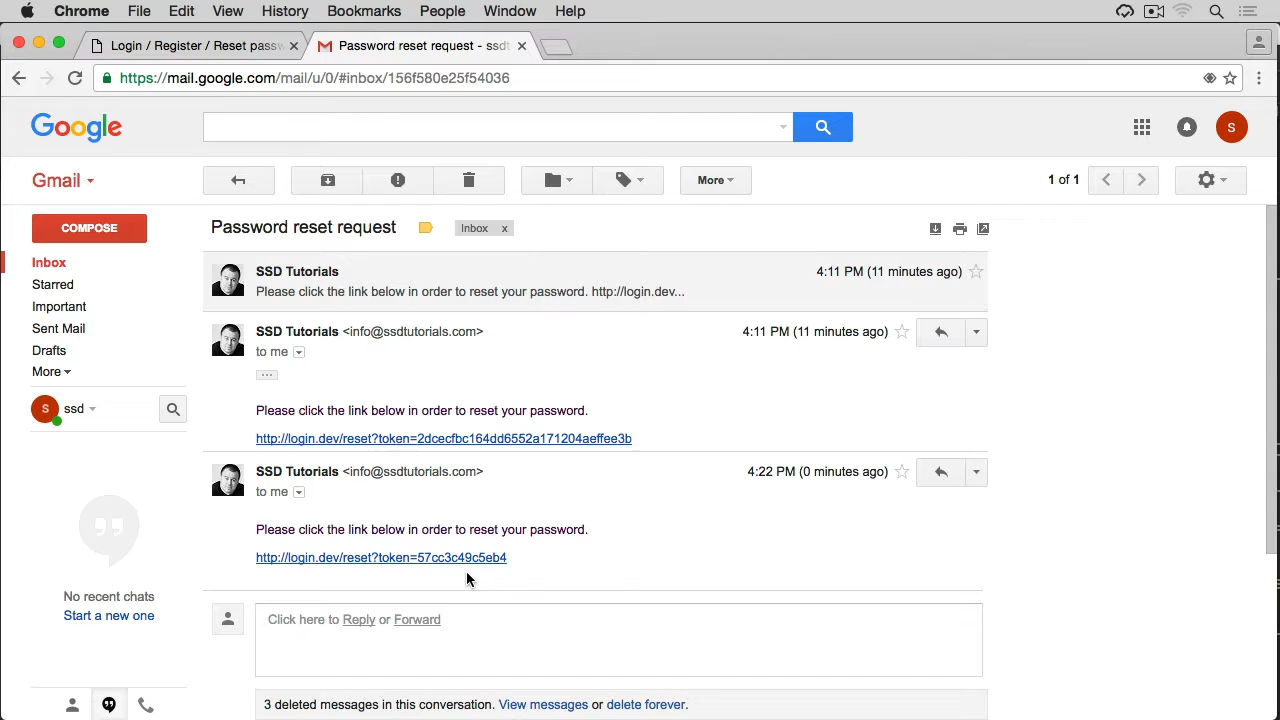 Chrome File Edit View History Bookmarks People Window Help
Login / Register / Reset passw
Password reset request - ssdt
https://mail.google.com/mail/u/0/#inbox/156f580e25f54036
Google
S
Gmail
More
1 of 1
COMPOSE
Inbox
Starred
Important
Sent Mail
Drafts
More
S ssd
No recent chats
Start a new one
Password reset request
Inbox x
SSD Tutorials 4:11 PM (11 minutes ago)
Please click the link below in order to reset your password. http://login.dev...
SSD Tutorials <info@ssdtutorials.com> 4:11 PM (11 minutes ago)
to me
Please click the link below in order to reset your password.
http://login.dev/reset?token=2dcecfbc164dd6552a171204aeffee3b
SSD Tutorials <info@ssdtutorials.com> 4:22 PM (0 minutes ago)
to me
Please click the link below in order to reset your password.
http://login.dev/reset?token=57cc3c49c5eb4
Click here to Reply or Forward
3 deleted messages in this conversation. View messages or delete forever.